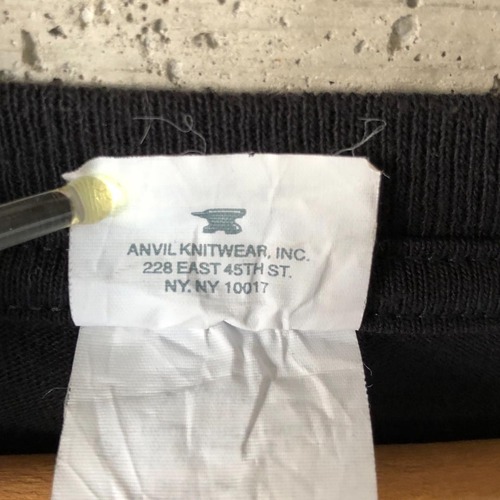 ANVIL KNITWEAR, INC.
228 EAST 45TH ST.
NY. NY 10017